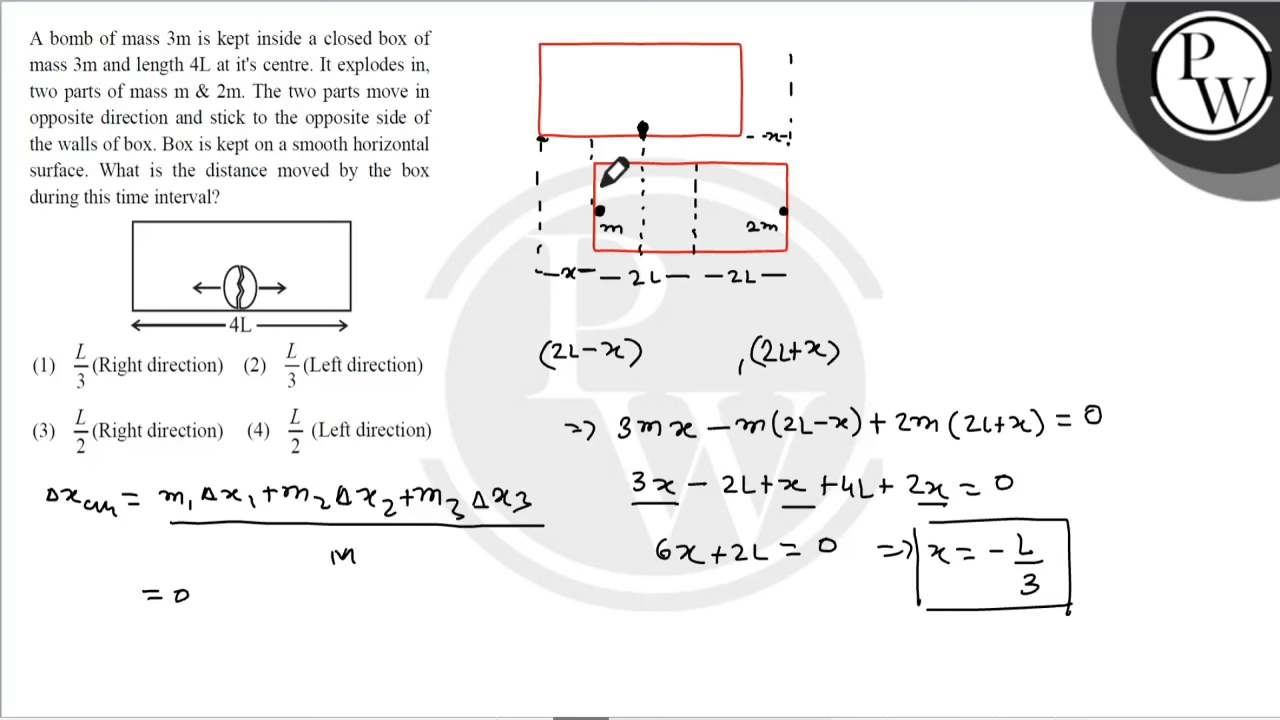 A bomb of mass 3m is kept inside a closed box of
mass 3m and length 4L at it's centre. It explodes in,
two parts of mass m & 2m. The two parts move in
opposite direction and stick to the opposite side of
the walls of box. Box is kept on a smooth horizontal
surface. What is the distance moved by the box
during this time interval?
4L
(1) L/3 (Right direction) (2) L/3 (Left direction)
(3) L/2 (Right direction) (4) L/2 (Left direction)
Δx_cm = m₁Δx₁+m₂Δx₂+m₃Δx₃
M
= 0
x
m 2m
x 2L 2L
(2L-x) , (2L+x)
=> 3mx - m(2L-x) + 2m(2L+x) = 0
3x - 2L+x +4L+ 2x = 0
6x+2L = 0 => x = - L/3
P
W
P
W